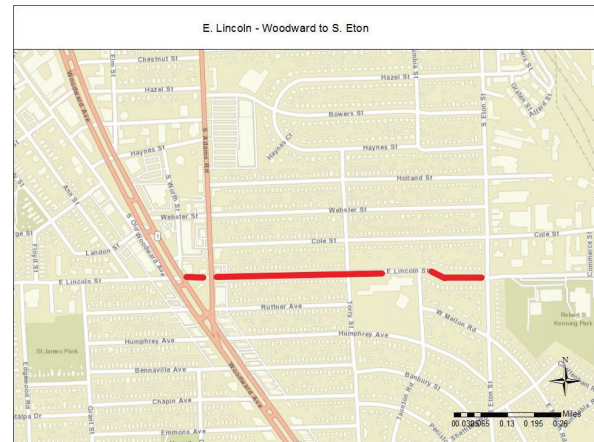 E. Lincoln - Woodward to S. Eton
Chestnut St
Elm St
Woodward Ave
Hazel St
Hazel St
S Adams Rd
S Eton St
Graten St
Bowers St
Haynes Ct
Haynes St
Haynes St
Ann St
S Worth St
Holland St
Webster St
Webster St
S Old Woodward Ave
Floyd St
Landon St
Cole St
Cole St
Commerce St
E Lincoln St
E Lincoln St
Ruffner Ave
Torry St
W Melton Rd
Robert S
Kenning Park
St James Park
Humphrey Ave
Humphrey Ave
Bennaville Ave
Woodward Ave
Banbury St
Taunton Rd
S Eton St
Edgewood Rd
Grant St
Chapin Ave
Emmons Ave
N
Miles
0.13
0.195
0.26